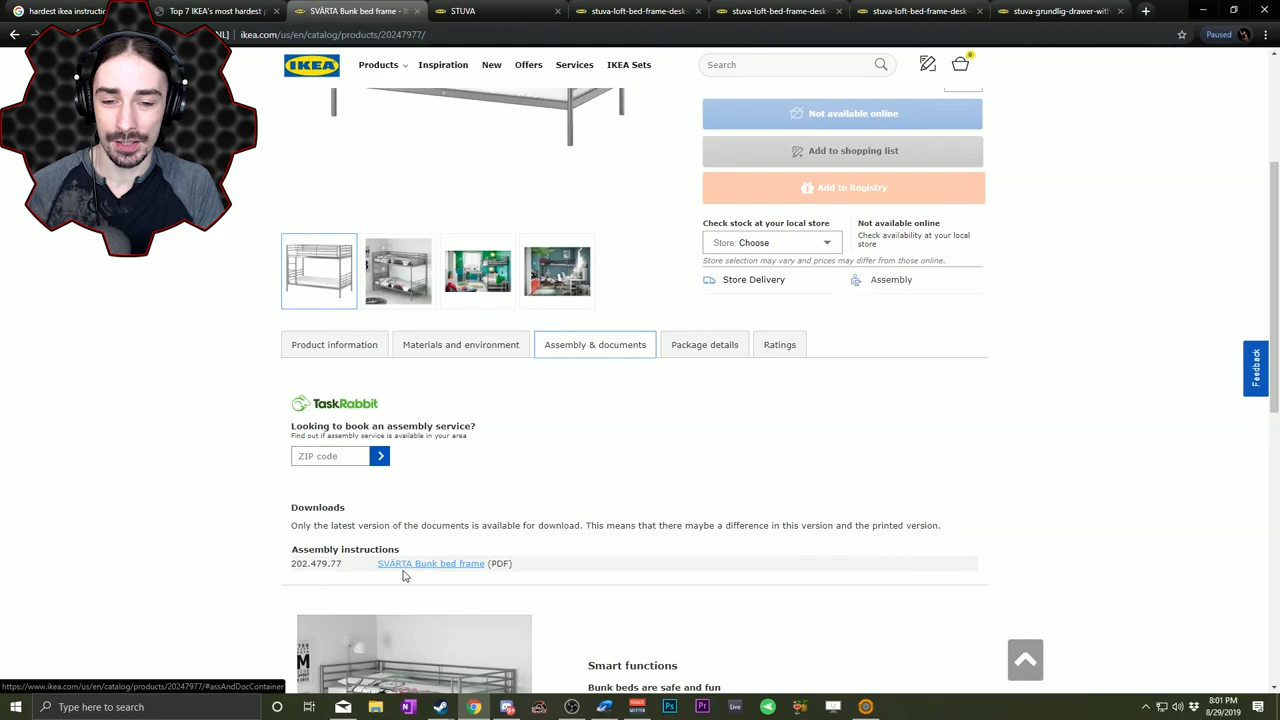 hardest ikea instructi
Top 7 IKEA's most hated
SVÄRTA Bunk bed frame
STUVA
stuva-loft-bed-frame-desk
stuva-loft-bed-frame-desk
stuva-grundlig-drawer-with
NL]
ikea.com/us/en/catalog/products/20247977/
Paused
IKEA
Products
Inspiration
New
Offers
Services
IKEA Sets
Search
0
Not available online
Add to shopping list
Add to Registry
Check stock at your local store
Store: Choose
Not available online
Check availability at your local
store
Store selection may vary and prices may differ from those online.
Store Delivery
Assembly
Product information
Materials and environment
Assembly & documents
Package details
Ratings
Feedback
TaskRabbit
Looking to book an assembly service?
Find out if assembly service is available in your area
ZIP code
Downloads
Only the latest version of the documents is available for download. This means that there maybe a difference in this version and the printed version.
Assembly instructions
202.479.77 SVÄRTA Bunk bed frame (PDF)
Smart functions
Bunk beds are safe and fun
https://www.ikea.com/us/en/catalog/products/20247977/#assAndDocContainer
Type here to search
8:01 PM
8/29/2019